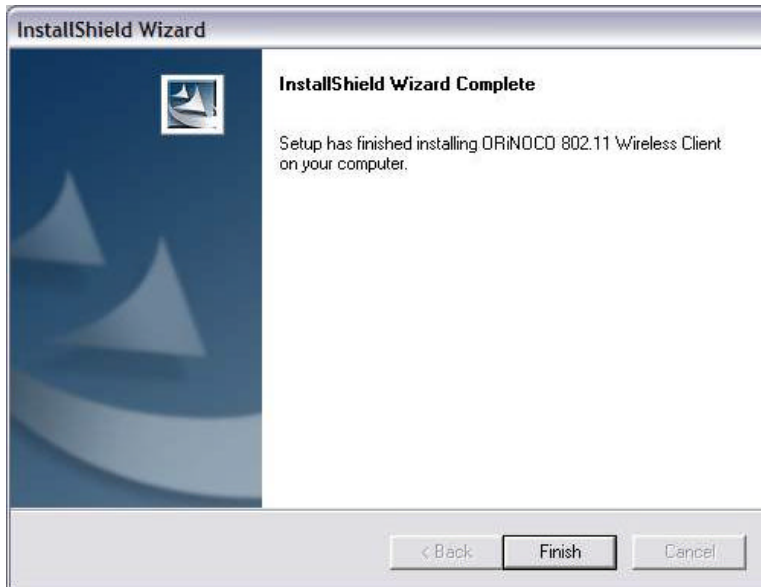 InstallShield Wizard
InstallShield Wizard Complete
Setup has finished installing ORiNOCO 802.11 Wireless Client
on your computer.
< Back
Finish
Cancel